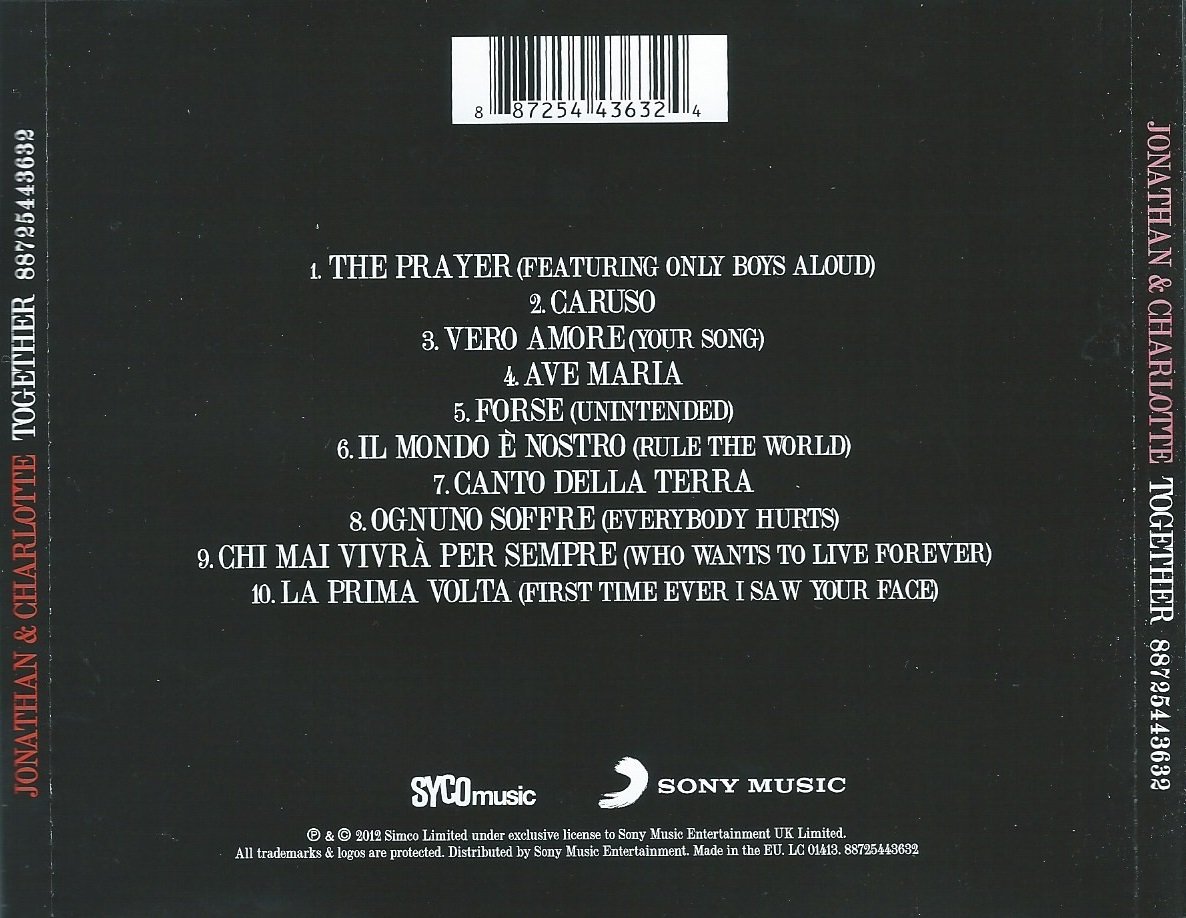 8 87254 43632 4
1. THE PRAYER (FEATURING ONLY BOYS ALOUD)
2. CARUSO
3. VERO AMORE (YOUR SONG)
4. AVE MARIA
5. FORSE (UNINTENDED)
6. IL MONDO È NOSTRO (RULE THE WORLD)
7. CANTO DELLA TERRA
8. OGNUNO SOFFRE (EVERYBODY HURTS)
9. CHI MAI VIVRÀ PER SEMPRE (WHO WANTS TO LIVE FOREVER)
10. LA PRIMA VOLTA (FIRST TIME EVER I SAW YOUR FACE)
SYCOmusic
SONY MUSIC
℗ & © 2012 Simco Limited under exclusive license to Sony Music Entertainment UK Limited.
All trademarks & logos are protected. Distributed by Sony Music Entertainment. Made in the EU. LC 01413. 88725443632
JONATHAN & CHARLOTTE TOGETHER 88725443632
JONATHAN & CHARLOTTE TOGETHER 88725443632